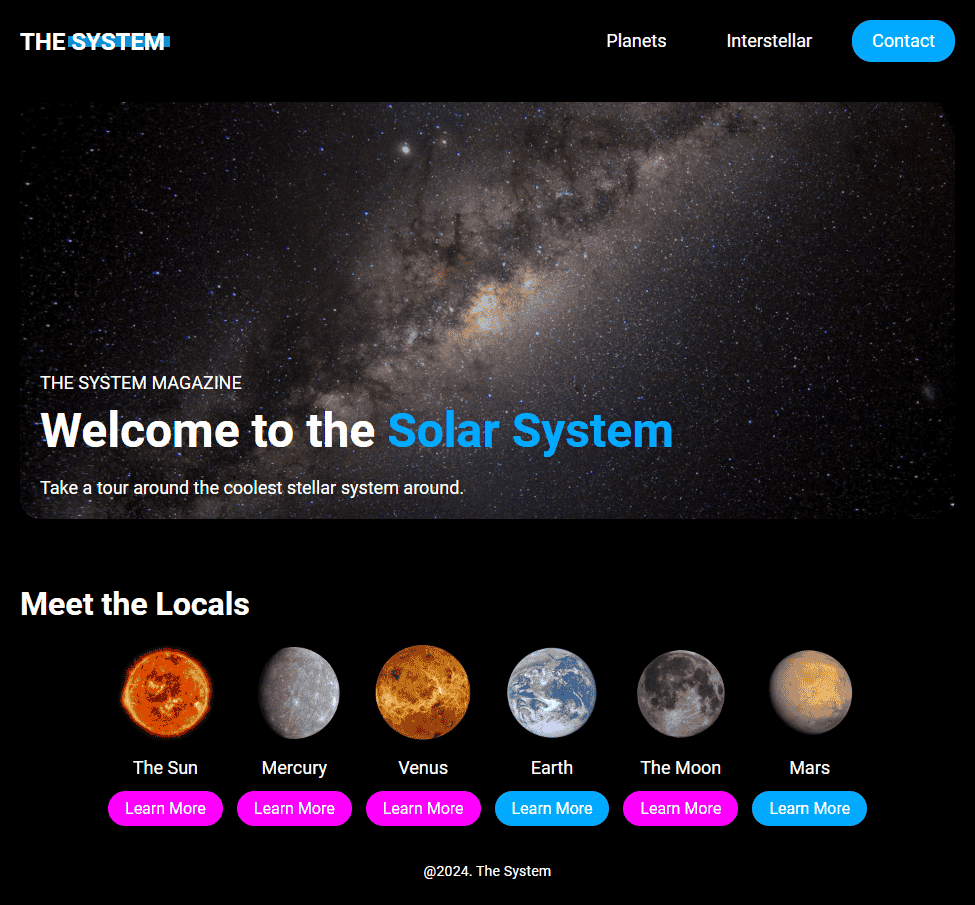 THE SYSTEM
Planets
Interstellar
Contact
THE SYSTEM MAGAZINE
Welcome to the Solar System
Take a tour around the coolest stellar system around.
Meet the Locals
The Sun
Mercury
Venus
Earth
The Moon
Mars
Learn More
Learn More
Learn More
Learn More
Learn More
Learn More
@2024. The System